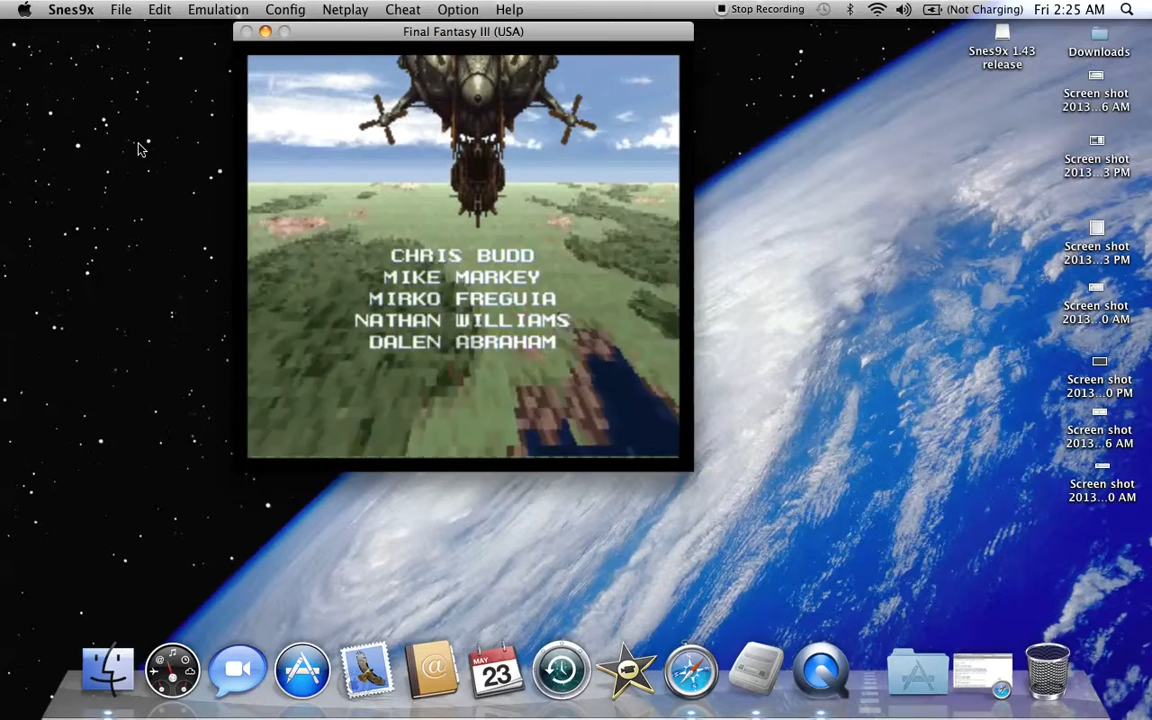 Snes9x File Edit Emulation Config Netplay Cheat Option Help Stop Recording (Not Charging) Fri 2:25 AM
Final Fantasy III (USA)
CHRIS BUDD
MIKE MARKEY
MIRKO FREGUIA
NATHAN WILLIAMS
DALEN ABRAHAM
Snes9x 1.43
release
Downloads
Screen shot
2013...6 AM
Screen shot
2013...3 PM
Screen shot
2013...3 PM
Screen shot
2013...0 AM
Screen shot
2013...0 PM
Screen shot
2013...6 AM
Screen shot
2013...0 AM
MAY
23